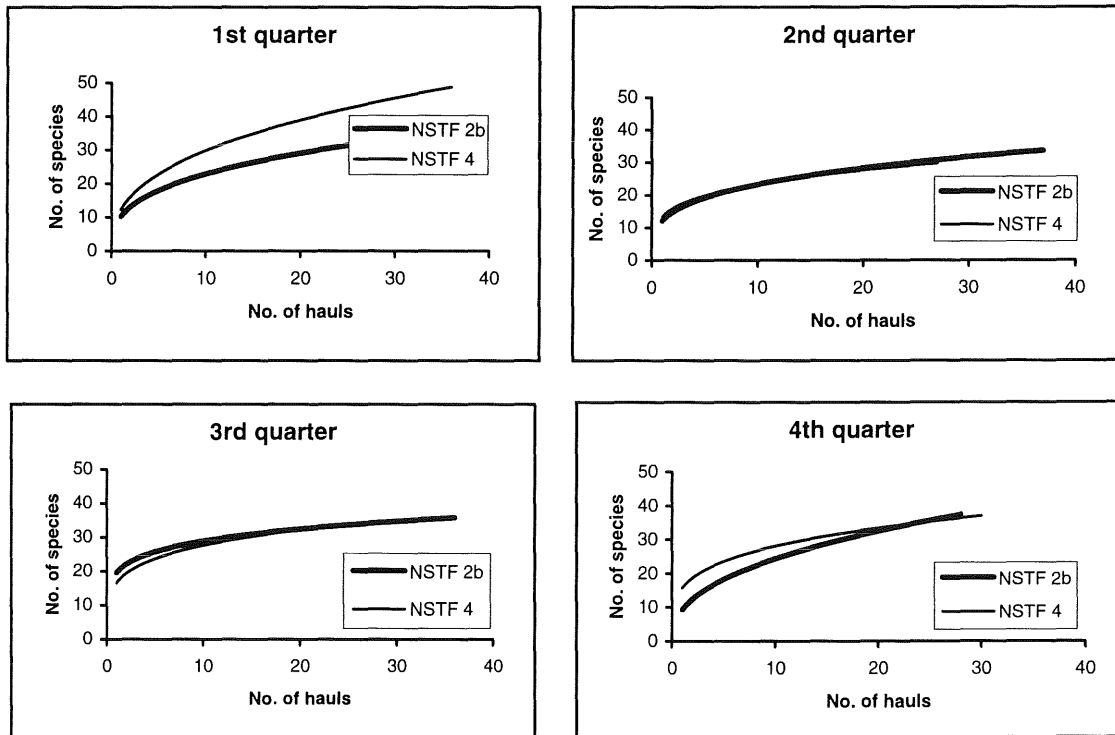 1st quarter
No. of species
50
40
30
20
10
0
0 10 20 30 40
No. of hauls
NSTF 2b
NSTF 4
2nd quarter
No. of species
50
40
30
20
10
0
0 10 20 30 40
No. of hauls
NSTF 2b
NSTF 4
3rd quarter
No. of species
50
40
30
20
10
0
0 10 20 30 40
No. of hauls
NSTF 2b
NSTF 4
4th quarter
No. of species
50
40
30
20
10
0
0 10 20 30 40
No. of hauls
NSTF 2b
NSTF 4